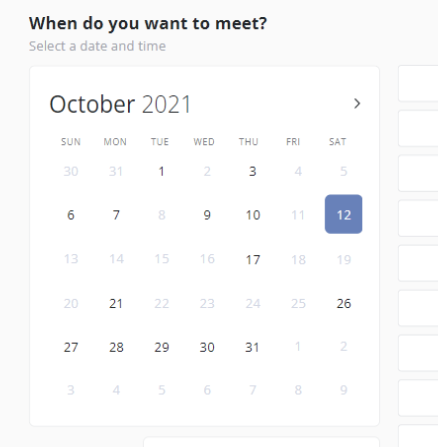 When do you want to meet?
Select a date and time
October 2021 >
SUN MON TUE WED THU FRI SAT
30 31 1 2 3 4 5
6 7 8 9 10 11 12
13 14 15 16 17 18 19
20 21 22 23 24 25 26
27 28 29 30 31 1 2
3 4 5 6 7 8 9